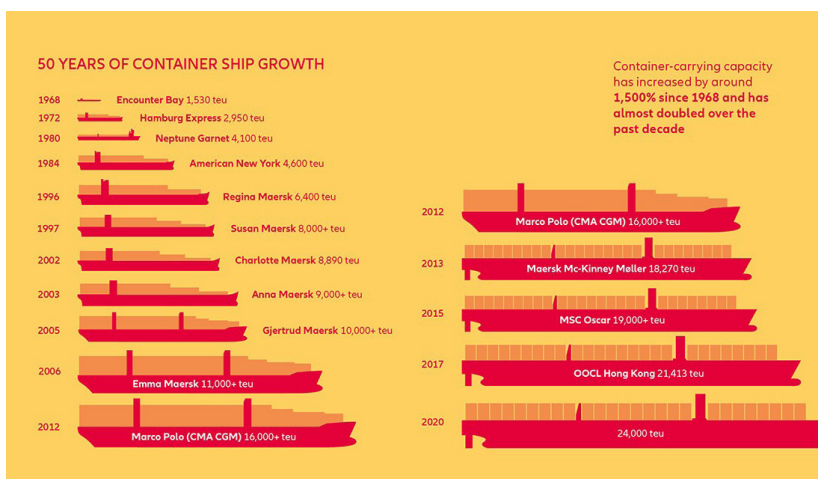 50 YEARS OF CONTAINER SHIP GROWTH
1968 Encounter Bay 1,530 teu
1972 Hamburg Express 2,950 teu
1980 Neptune Garnet 4,100 teu
1984 American New York 4,600 teu
1996 Regina Maersk 6,400 teu
1997 Susan Maersk 8,000+ teu
2002 Charlotte Maersk 8,890 teu
2003 Anna Maersk 9,000+ teu
2005 Gjertrud Maersk 10,000+ teu
2006 Emma Maersk 11,000+ teu
2012 Marco Polo (CMA CGM) 16,000+ teu
Container-carrying capacity
has increased by around
1,500% since 1968 and has
almost doubled over the
past decade
2012 Marco Polo (CMA CGM) 16,000+ teu
2013 Maersk Mc-Kinney Møller 18,270 teu
2015 MSC Oscar 19,000+ teu
2017 OOCL Hong Kong 21,413 teu
2020 24,000 teu